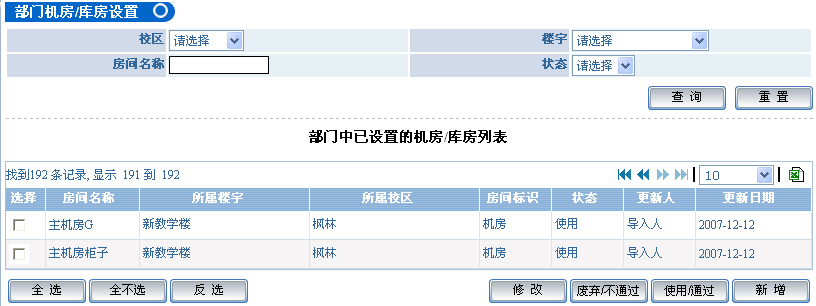 部门机房/库房设置
校区 请选择 楼宇 请选择
房间名称 状态 请选择
查 询 重 置
部门中已设置的机房/库房列表
找到192 条记录, 显示 191 到 192 10
选择 房间名称 所属楼宇 所属校区 房间标识 状态 更新人 更新日期
主机房G 新教学楼 枫林 机房 使用 导入人 2007-12-12
主机房柜子 新教学楼 枫林 机房 使用 导入人 2007-12-12
全 选 全不选 反 选 修 改 废弃/不通过 使用/通过 新 增